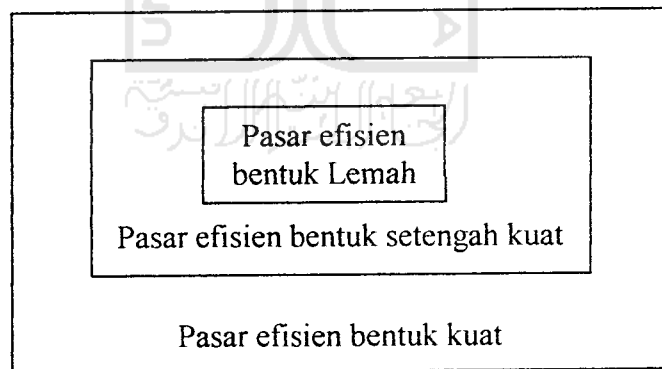 Pasar efisien
bentuk Lemah
Pasar efisien bentuk setengah kuat
Pasar efisien bentuk kuat